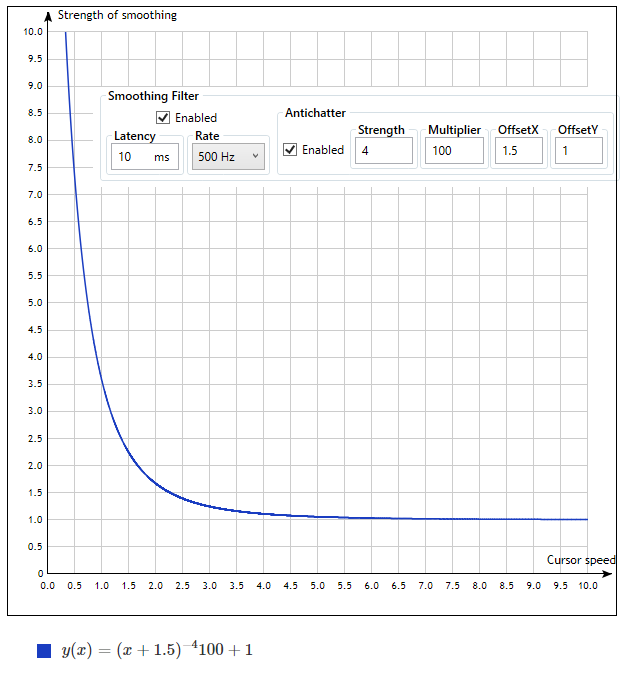 Strength of smoothing
10.0
9.5
9.0
8.5
8.0
7.5
7.0
6.5
6.0
5.5
5.0
4.5
4.0
3.5
3.0
2.5
2.0
1.5
1.0
0.5
0
Smoothing Filter
Enabled
Latency Rate
10 ms 500 Hz
Antichatter
Enabled
Strength Multiplier OffsetX OffsetY
4 100 1.5 1
Cursor speed
0.0 0.5 1.0 1.5 2.0 2.5 3.0 3.5 4.0 4.5 5.0 5.5 6.0 6.5 7.0 7.5 8.0 8.5 9.0 9.5 10.0
y(x) = (x + 1.5)⁻⁴100 + 1